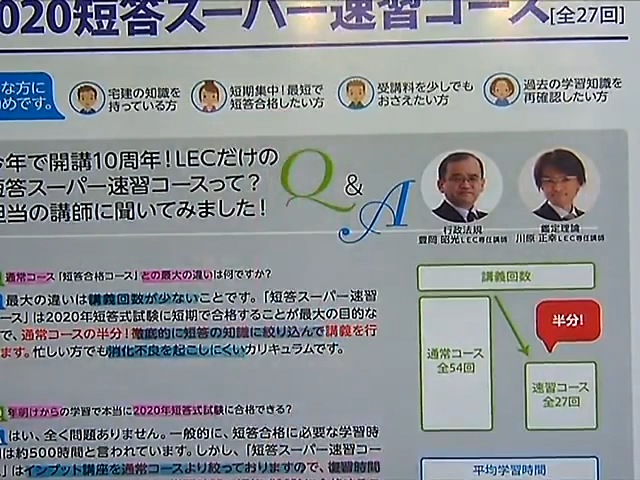 2020短答スーパー速習コース[全27回]
な方に
めです。
宅建の知識を
持っている方
短期集中！最短で
短答合格したい方
受講料を少しでも
おさえたい方
過去の学習知識を
再確認したい方
今年で開講10周年！LECだけの
短答スーパー速習コースって？
担当の講師に聞いてみました！
Q&A
行政法規
豊岡 昭光LEC専任講師
鑑定理論
川原 正幸LEC専任講師
通常コース「短答合格コース」との最大の違いは何ですか？
最大の違いは講義回数が少ないことです。「短答スーパー速習
コース」は2020年短答式試験に短期で合格することが最大の目的な
で、通常コースの半分！徹底的に短答の知識に絞り込んで講義を行
ます。忙しい方でも消化不良を起こしにくいカリキュラムです。
講義回数
通常コース
全54回
半分！
速習コース
全27回
年明けからの学習で本当に2020年短答式試験に合格できる？
はい、全く問題ありません。一般的に、短答合格に必要な学習時
は約500時間と言われています。しかし、「短答スーパー速習コー
」はインプット講座を通常コースより絞っておりますので、復習時間
平均学習時間